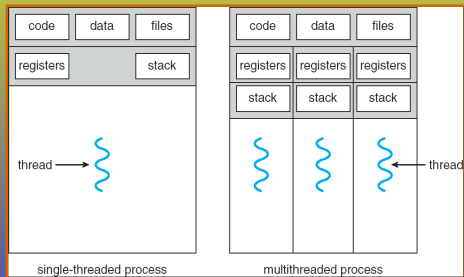 code data files
registers stack
thread
single-threaded process
code data files
registers registers registers
stack stack stack
thread
multithreaded process